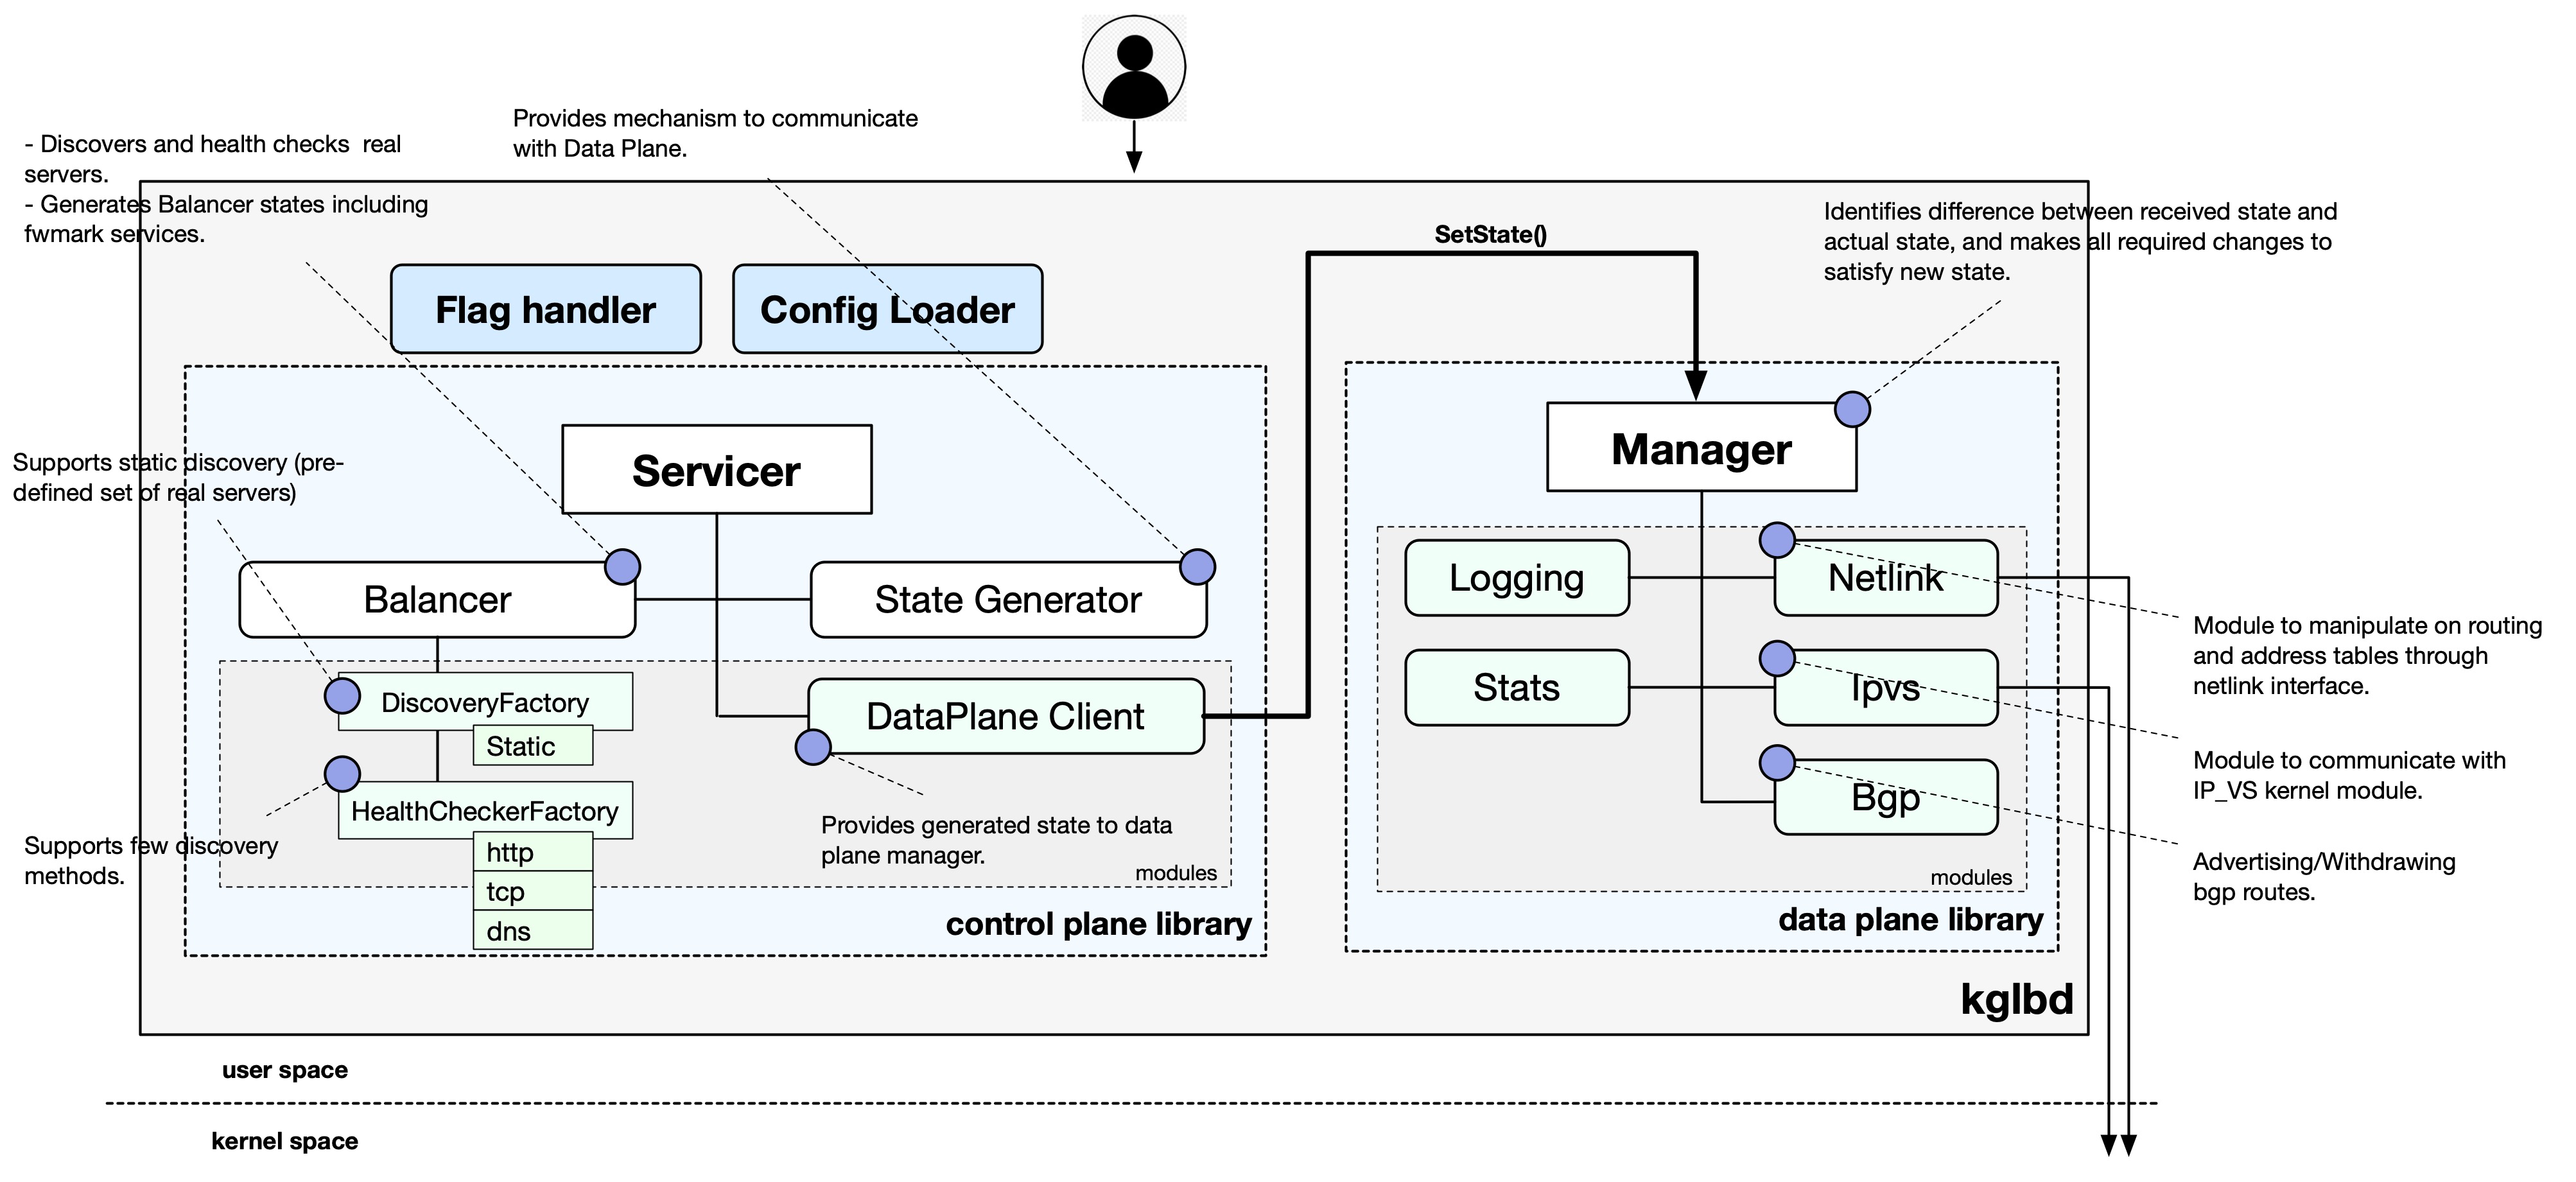 Provides mechanism to communicate
with Data Plane.
- Discovers and health checks  real
servers.
- Generates Balancer states including
fwmark services.
Identifies difference between received state and
actual state, and makes all required changes to
satisfy new state.
SetState()
Flag handler
Config Loader
Servicer
Manager
Supports static discovery (pre-
defined set of real servers)
Balancer
State Generator
Logging
Netlink
Module to manipulate on routing
and address tables through
netlink interface.
DiscoveryFactory
Static
DataPlane Client
Stats
Ipvs
Module to communicate with
IP_VS kernel module.
HealthCheckerFactory
http
tcp
dns
Bgp
Supports few discovery
methods.
Provides generated state to data
plane manager.
Advertising/Withdrawing
bgp routes.
modules
modules
control plane library
data plane library
kglbd
user space
kernel space